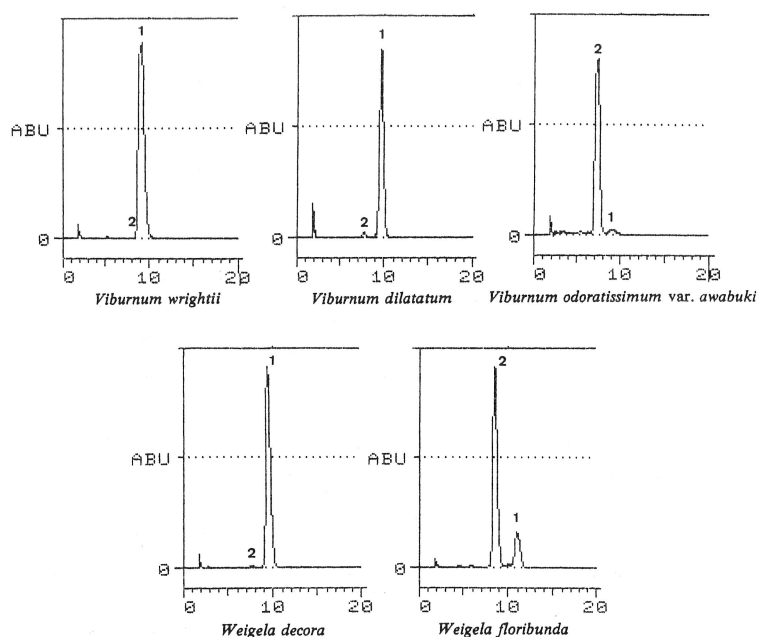 1
1
2
ABU
ABU
ABU
2
2
1
0
0
0
0 10 20
0 10 20
0 10 20
Viburnum wrightii
Viburnum dilatatum
Viburnum odoratissimum var. awabuki
1
2
ABU
ABU
2
1
0
0
0 10 20
0 10 20
Weigela decora
Weigela floribunda